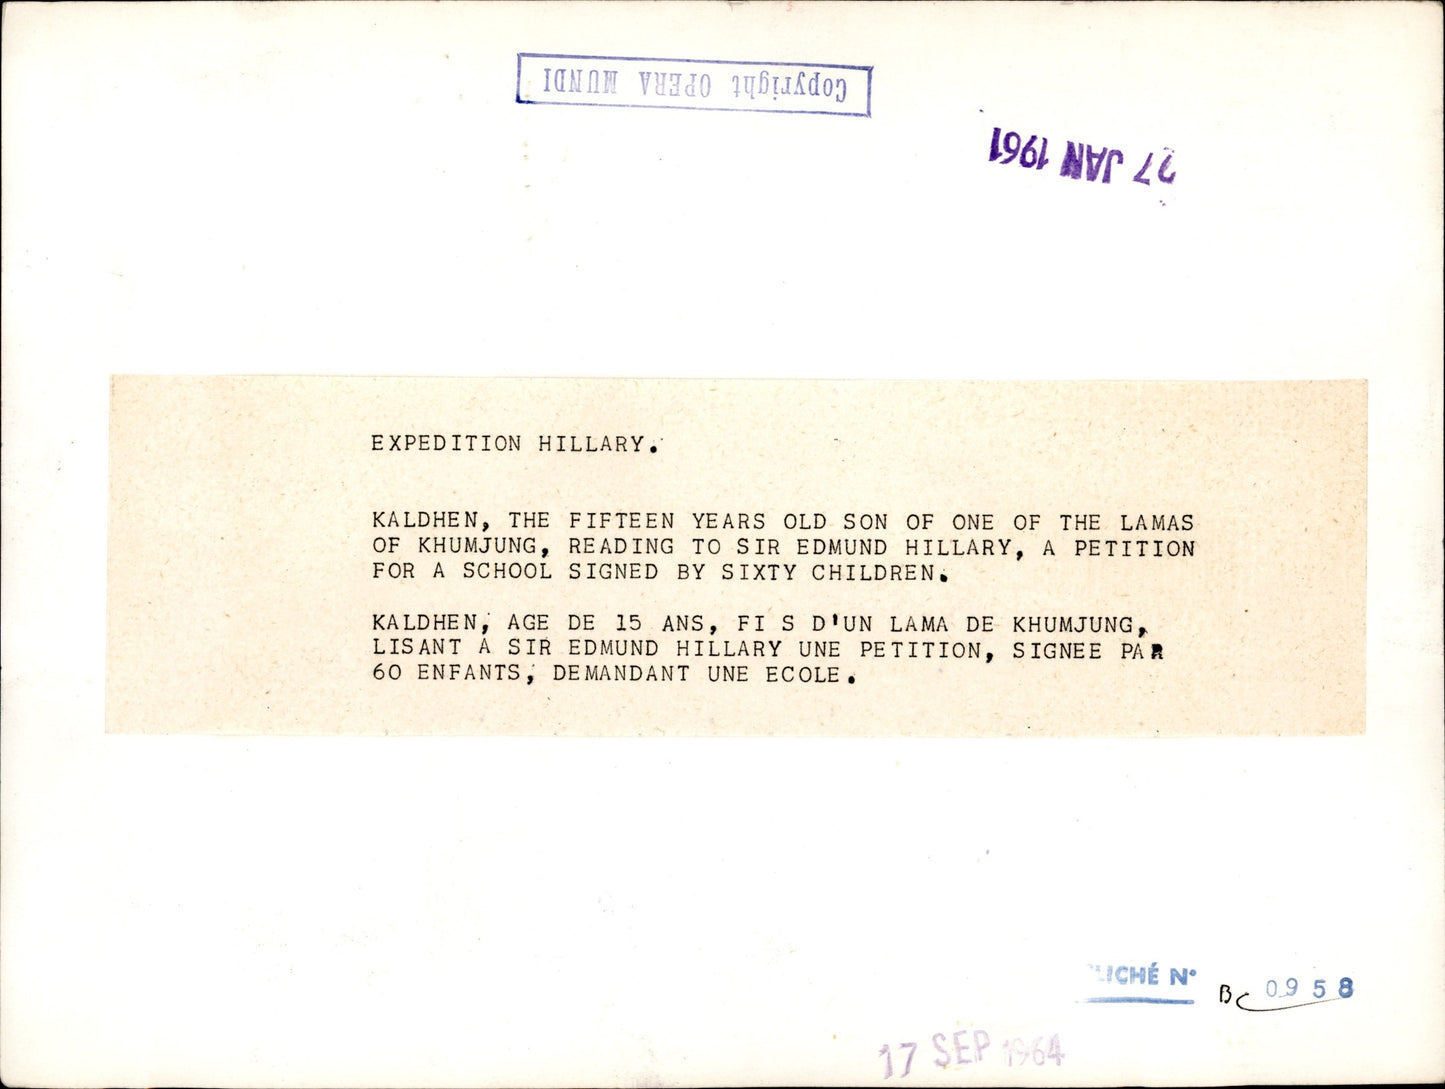 Copyright OPERA MUNDI
27 JAN 1961
EXPEDITION HILLARY.
KALDHEN, THE FIFTEEN YEARS OLD SON OF ONE OF THE LAMAS
OF KHUMJUNG, READING TO SIR EDMUND HILLARY, A PETITION
FOR A SCHOOL SIGNED BY SIXTY CHILDREN.
KALDHEN, AGE DE 15 ANS, FI S D'UN LAMA DE KHUMJUNG,
LISANT A SIR EDMUND HILLARY UNE PETITION, SIGNEE PAR
60 ENFANTS, DEMANDANT UNE ECOLE.
CLICHÉ N° BC 0958
17 SEP 1964